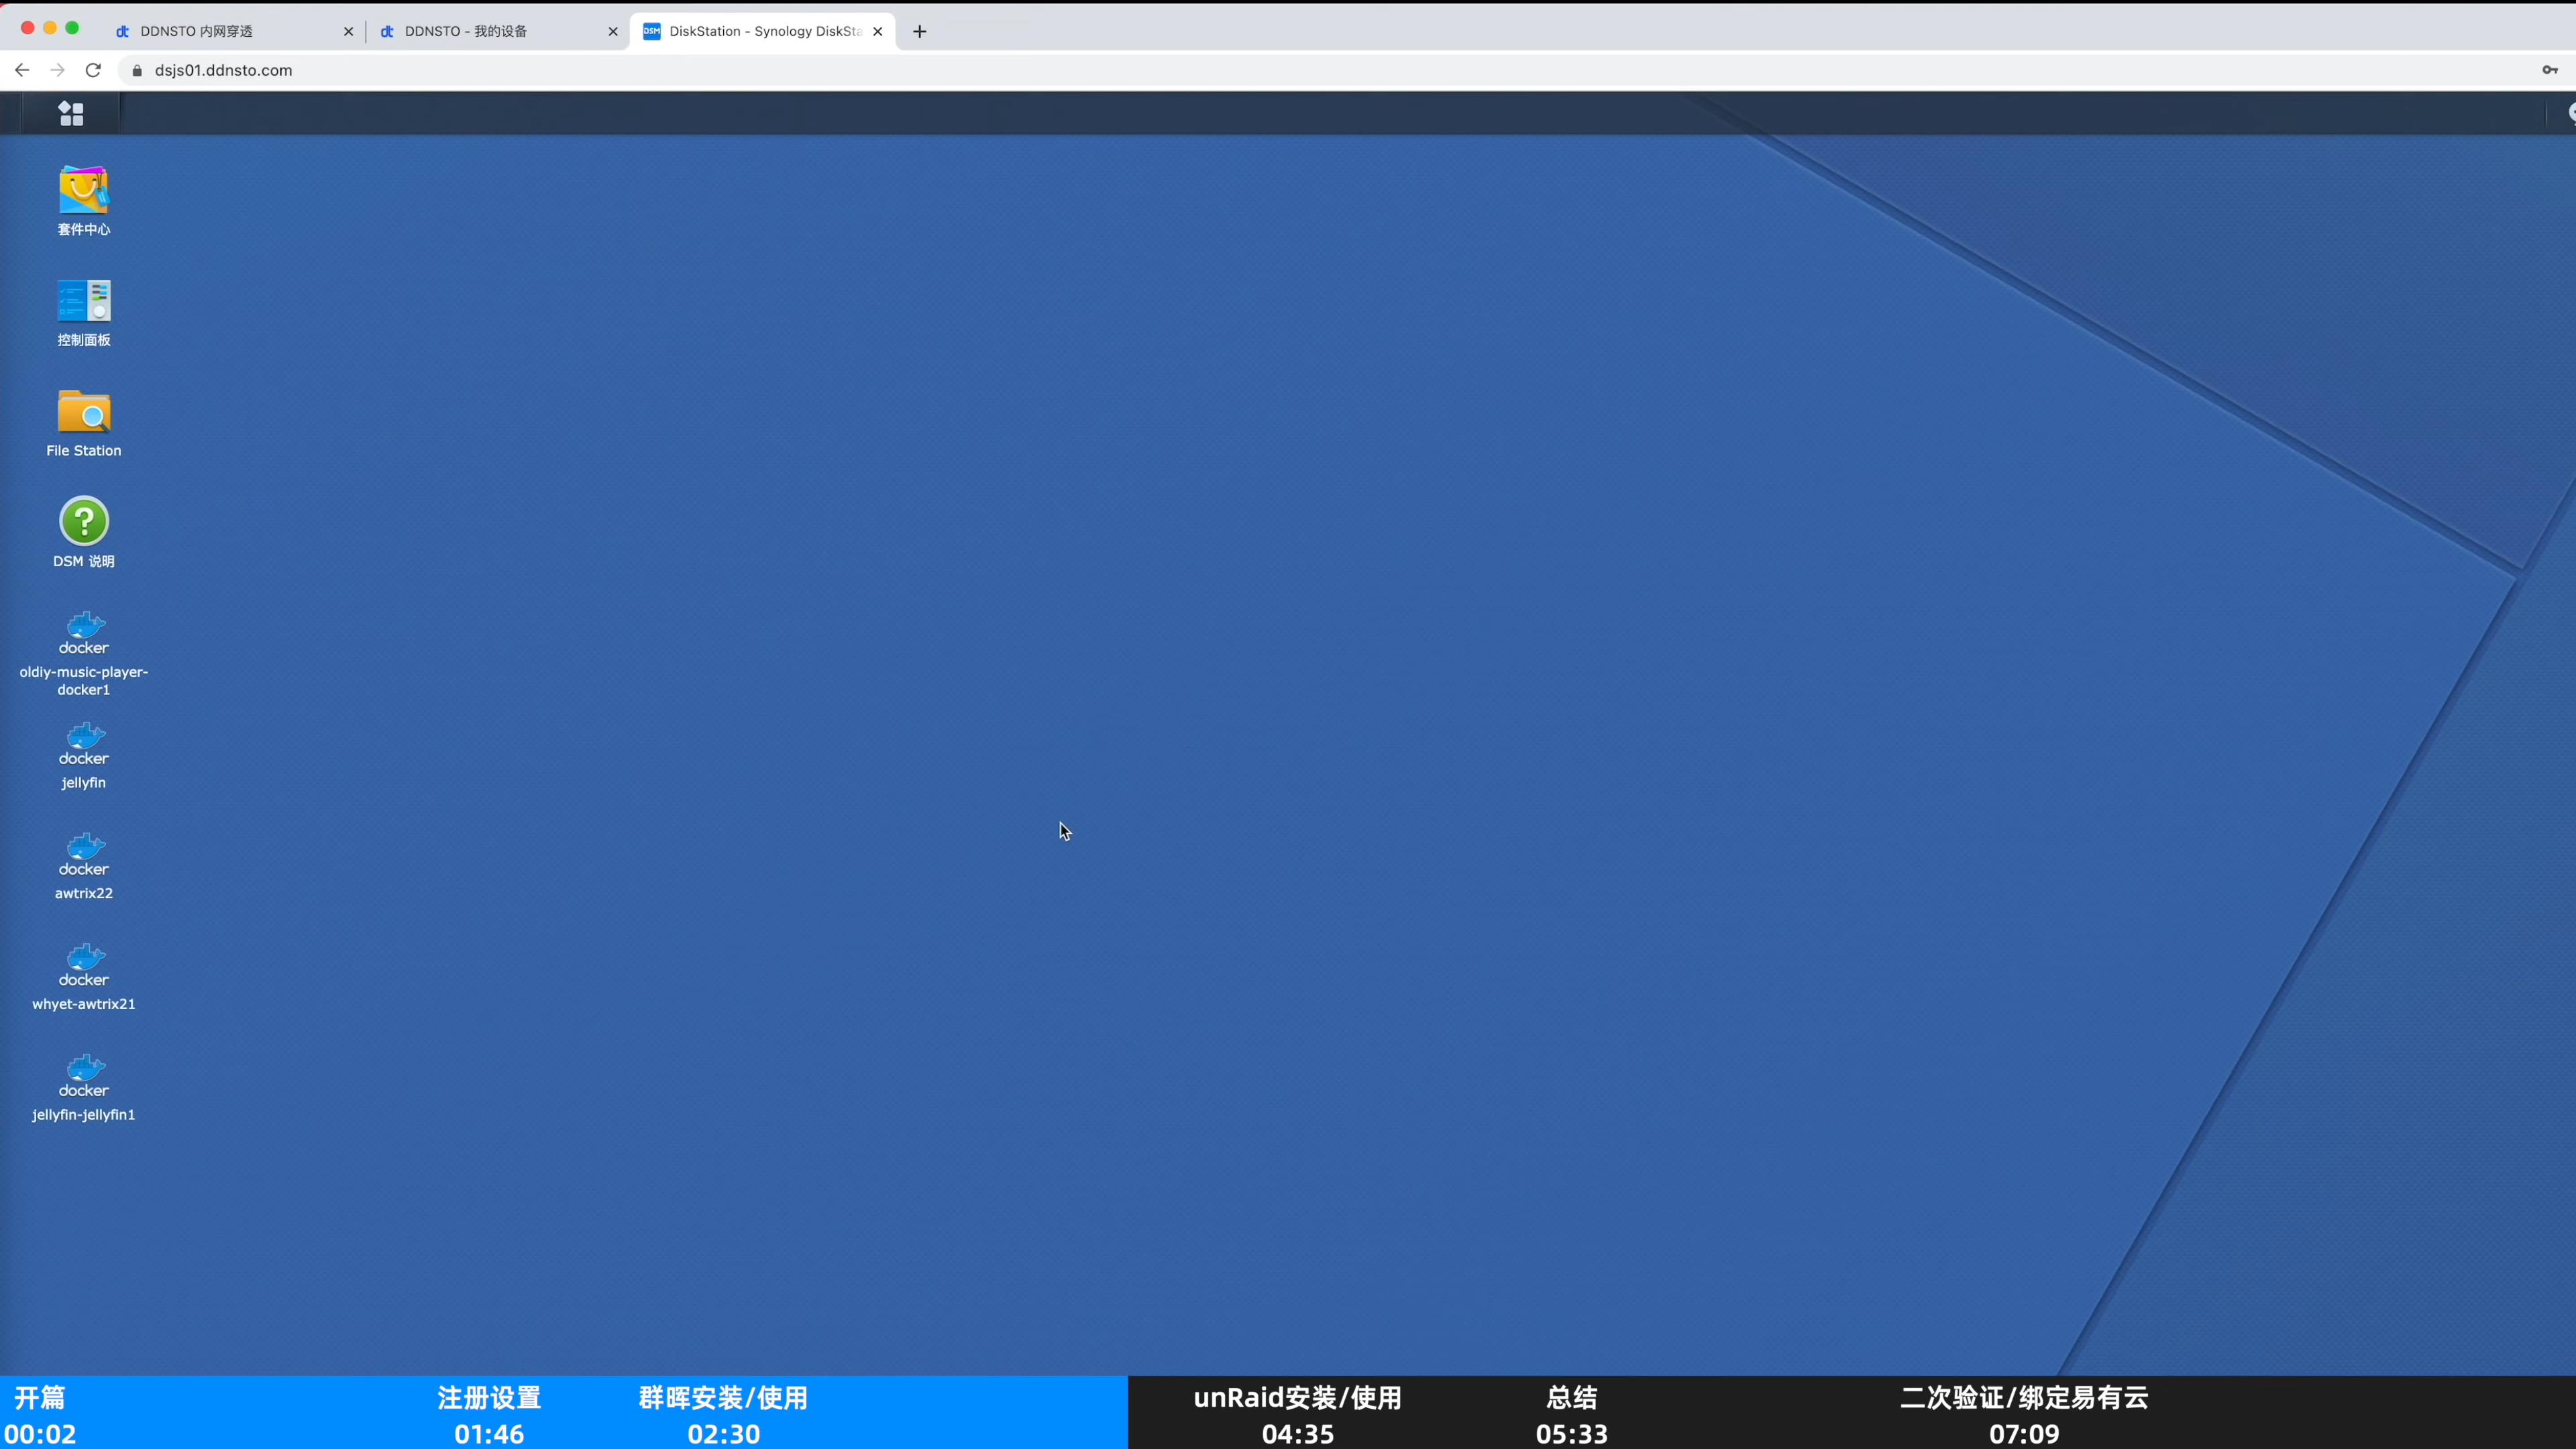 DDNSTO 内网穿透
DDNSTO - 我的设备
DSM
DiskStation - Synology DiskSta
dsjs01.ddnsto.com
套件中心
控制面板
File Station
DSM 说明
docker
oldiy-music-player-
docker1
docker
jellyfin
docker
awtrix22
docker
whyet-awtrix21
docker
jellyfin-jellyfin1
开篇
00:02
注册设置
01:46
群晖安装/使用
02:30
unRaid安装/使用
04:35
总结
05:33
二次验证/绑定易有云
07:09